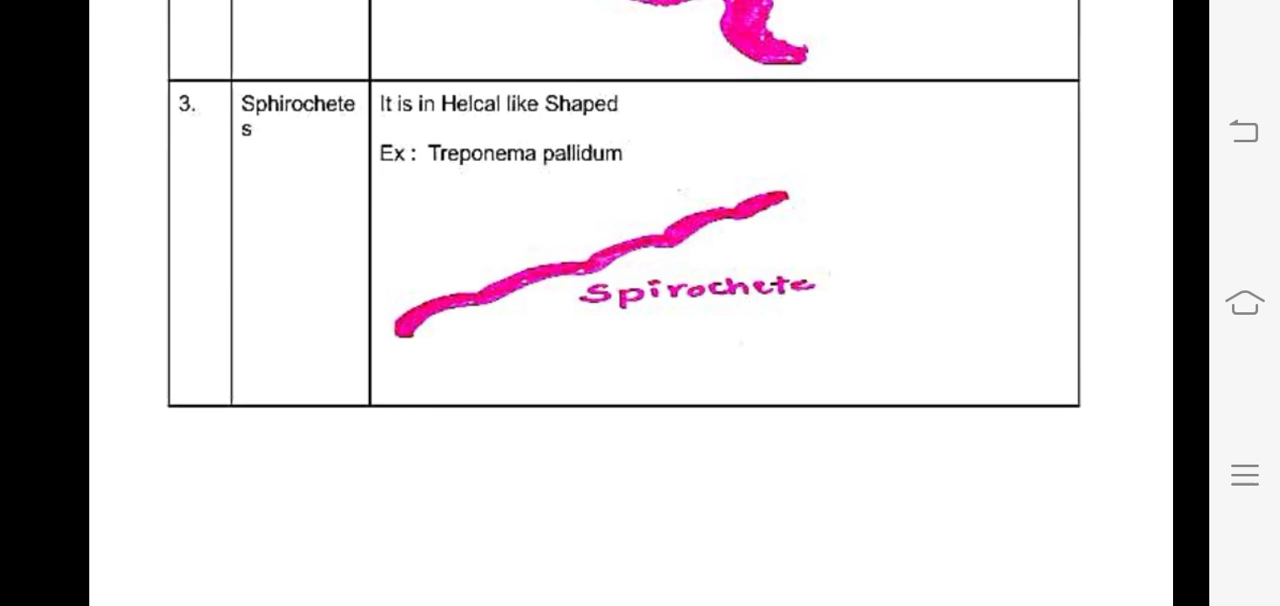 3.
Sphirochete
s
It is in Helcal like Shaped
Ex : Treponema pallidum
Spirochete